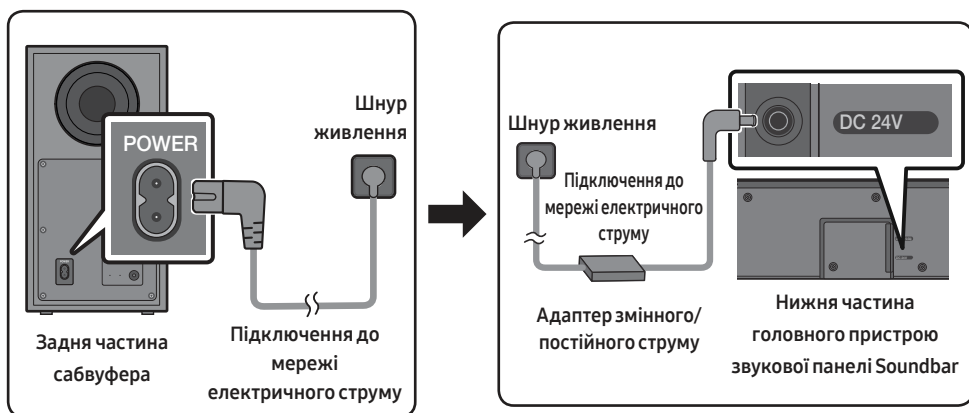 POWER
Шнур
живлення
Задня частина
сабвуфера
Підключення до
мережі
електричного струму
Шнур живлення
Підключення до
мережі електричного
струму
Адаптер змінного/
постійного струму
DC 24V
Нижня частина
головного пристрою
звукової панелі Soundbar